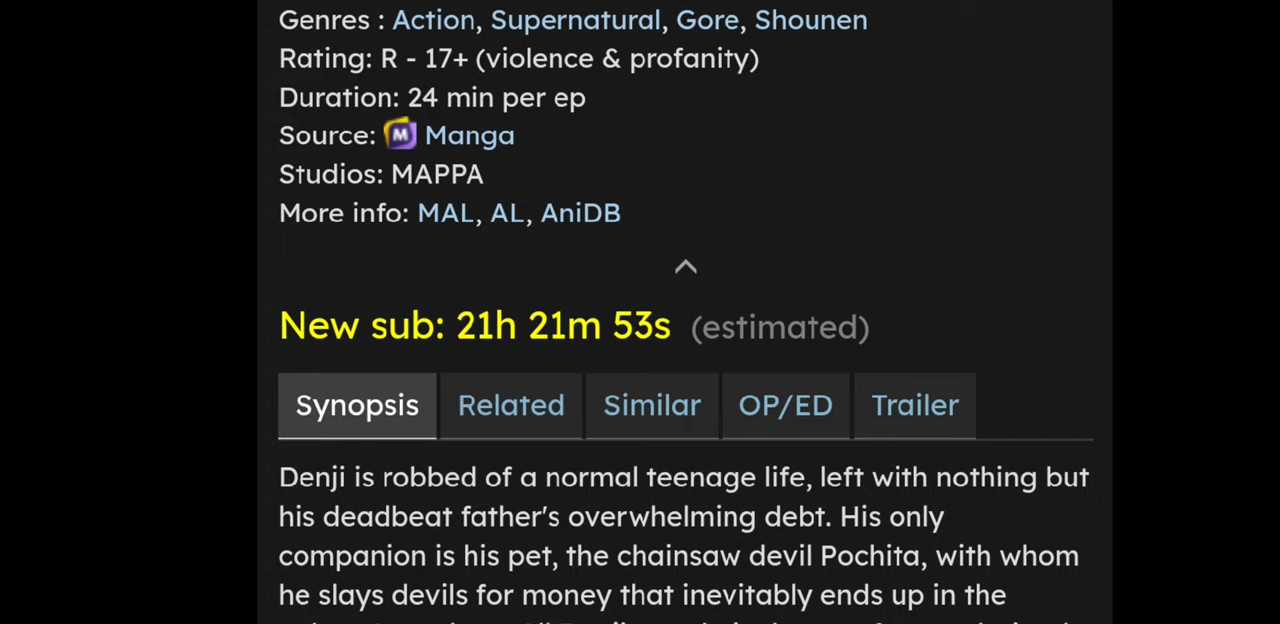 Genres : Action, Supernatural, Gore, Shounen
Rating: R - 17+ (violence & profanity)
Duration: 24 min per ep
Source: M Manga
Studios: MAPPA
More info: MAL, AL, AniDB
New sub: 21h 21m 53s (estimated)
Synopsis Related Similar OP/ED Trailer
Denji is robbed of a normal teenage life, left with nothing but
his deadbeat father's overwhelming debt. His only
companion is his pet, the chainsaw devil Pochita, with whom
he slays devils for money that inevitably ends up in the